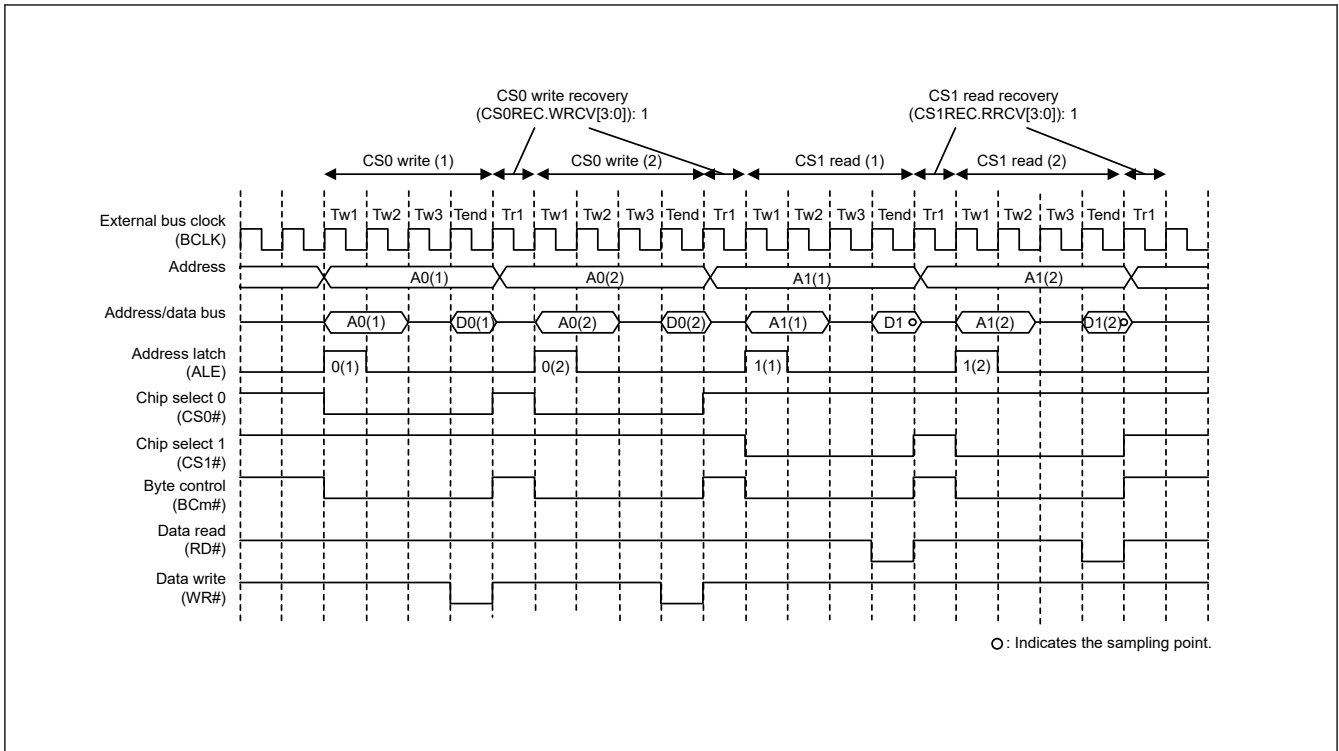 CS0 write recovery
(CS0REC.WRCV[3:0]): 1
CS1 read recovery
(CS1REC.RRCV[3:0]): 1
CS0 write (1)
CS0 write (2)
CS1 read (1)
CS1 read (2)
Tw1 Tw2 Tw3 Tend Tr1 Tw1 Tw2 Tw3 Tend Tr1 Tw1 Tw2 Tw3 Tend Tr1 Tw1 Tw2 Tw3 Tend Tr1
External bus clock
(BCLK)
Address
A0(1) A0(2) A1(1) A1(2)
Address/data bus
A0(1) D0(1) A0(2) D0(2) A1(1) D1 A1(2) D1(2)
Address latch
(ALE)
0(1) 0(2) 1(1) 1(2)
Chip select 0
(CS0#)
Chip select 1
(CS1#)
Byte control
(BCm#)
Data read
(RD#)
Data write
(WR#)
: Indicates the sampling point.